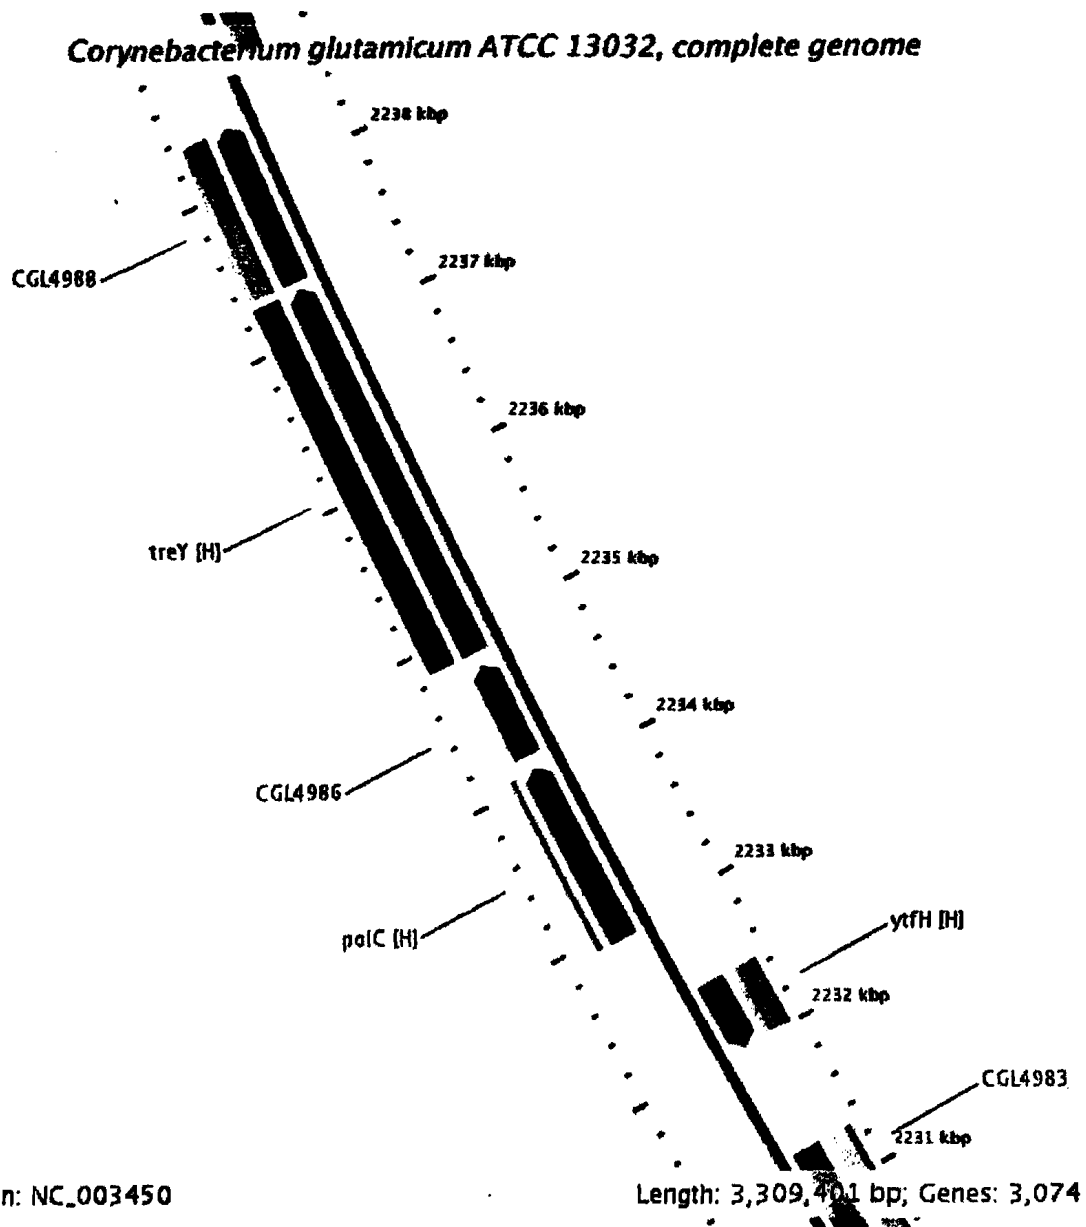 Corynebacterium glutamicum ATCC 13032, complete genome
2238 kbp
2237 kbp
CGL4988
2236 kbp
treY [H]
2235 kbp
2234 kbp
CGL4986
2233 kbp
ytfH [H]
polC [H]
2232 kbp
CGL4983
2231 kbp
n: NC_003450
Length: 3,309,401 bp; Genes: 3,074